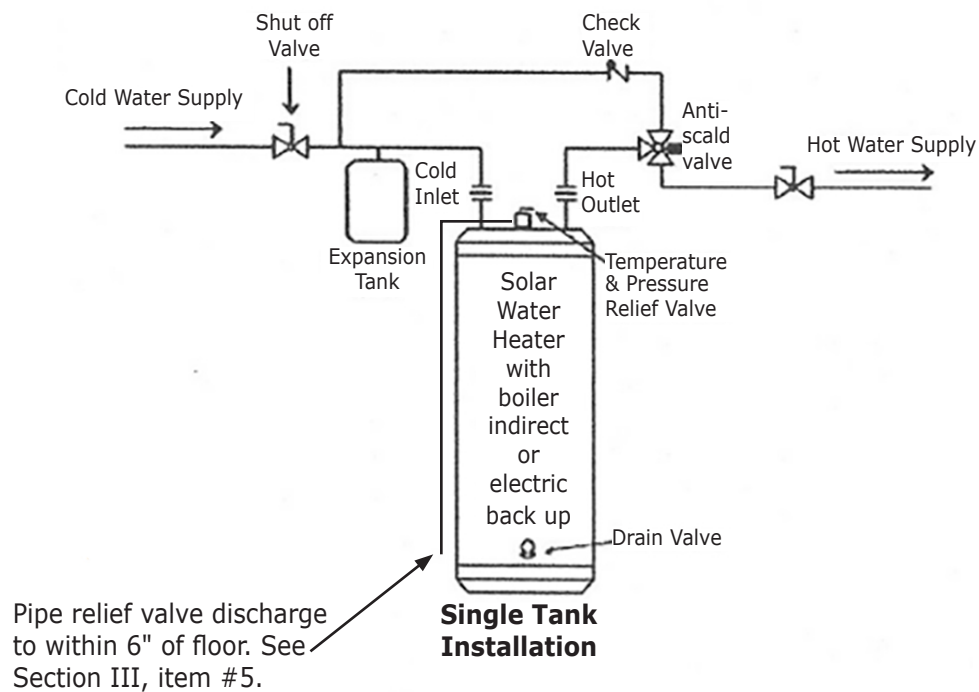 Shut off
Valve
Check
Valve
Cold Water Supply
Anti-
scald
valve
Hot Water Supply
Cold
Inlet
Hot
Outlet
Expansion
Tank
Temperature
& Pressure
Relief Valve
Solar
Water
Heater
with
boiler
indirect
or
electric
back up
Drain Valve
Pipe relief valve discharge
to within 6" of floor. See
Section III, item #5.
Single Tank
Installation